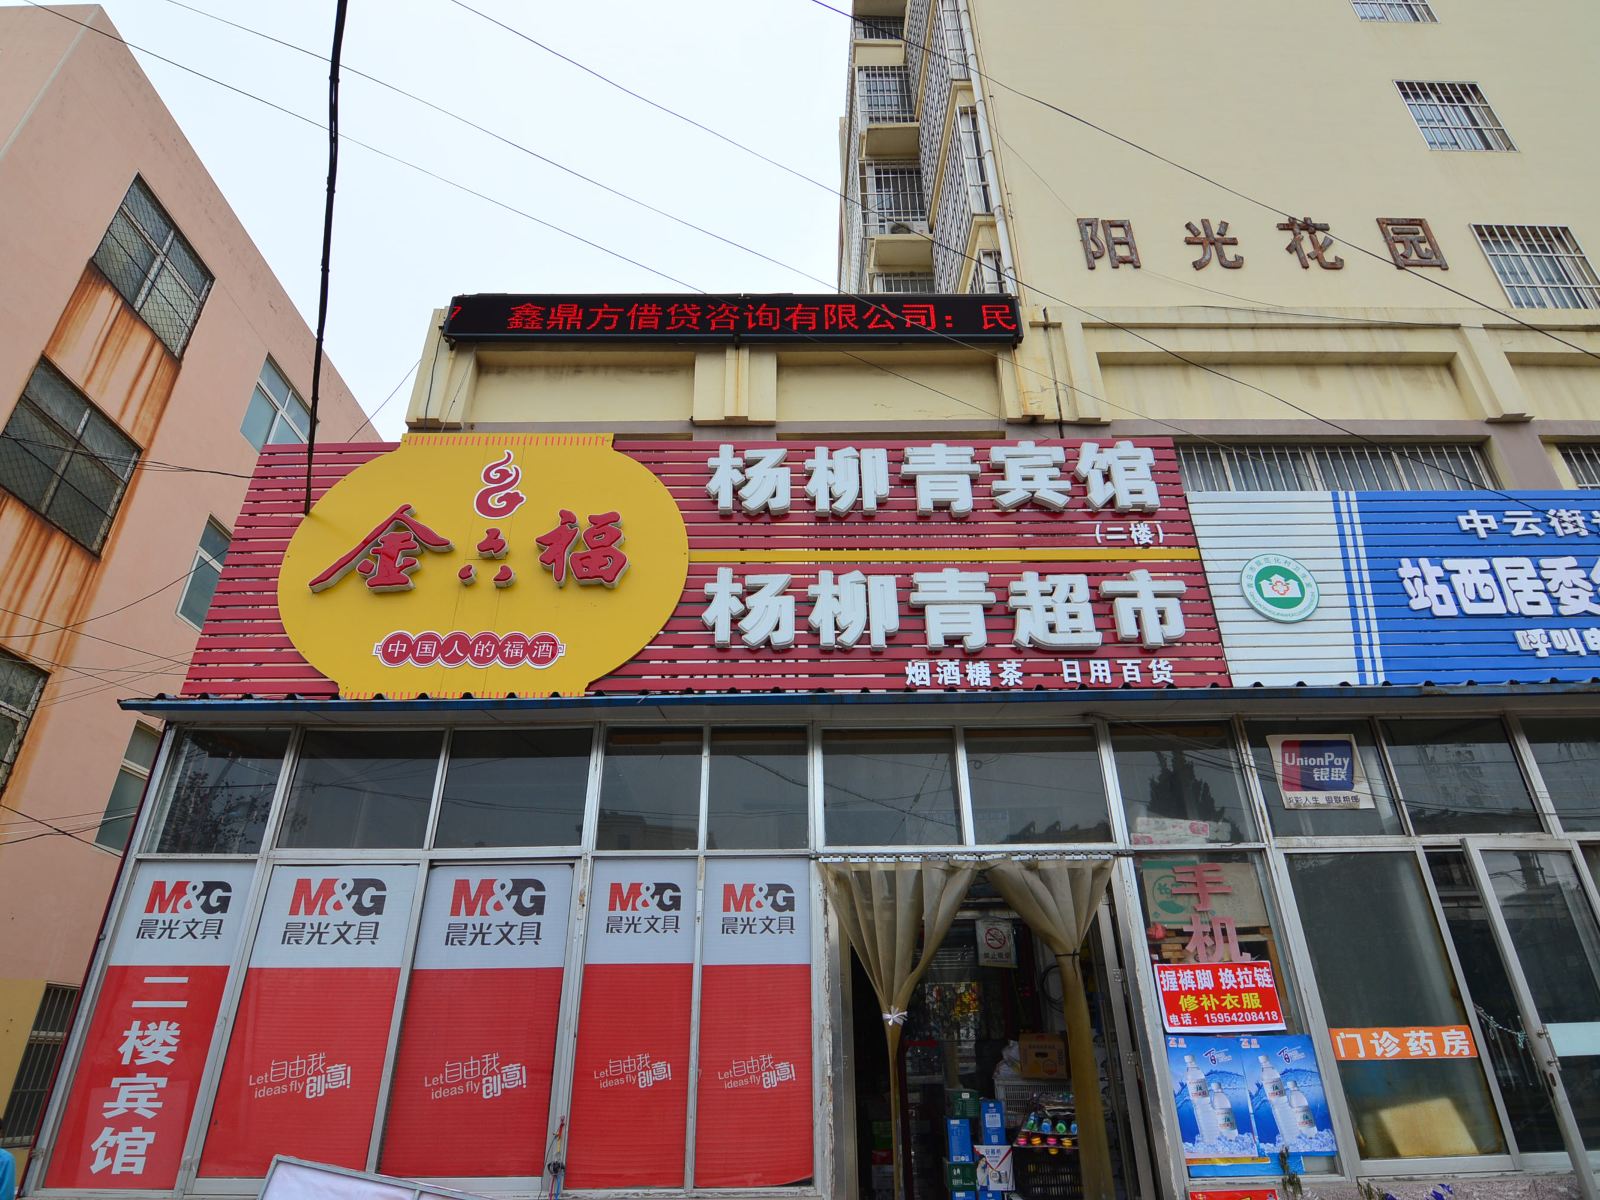 阳光花园
7 鑫鼎方借贷咨询有限公司：民
金六福
中国人的福酒
杨柳青宾馆
（二楼）
杨柳青超市
烟酒糖茶 日用百货
中云街
站西居委
呼叫
UnionPay
银联
M&G
晨光文具
M&G
晨光文具
M&G
晨光文具
M&G
晨光文具
M&G
晨光文具
二楼宾馆
Let ideas fly
自由我创意!
Let ideas fly
自由我创意!
Let ideas fly
自由我创意!
Let ideas fly
自由我创意!
手机
握裤脚 换拉链
修补衣服
电话：15954208418
门诊药房